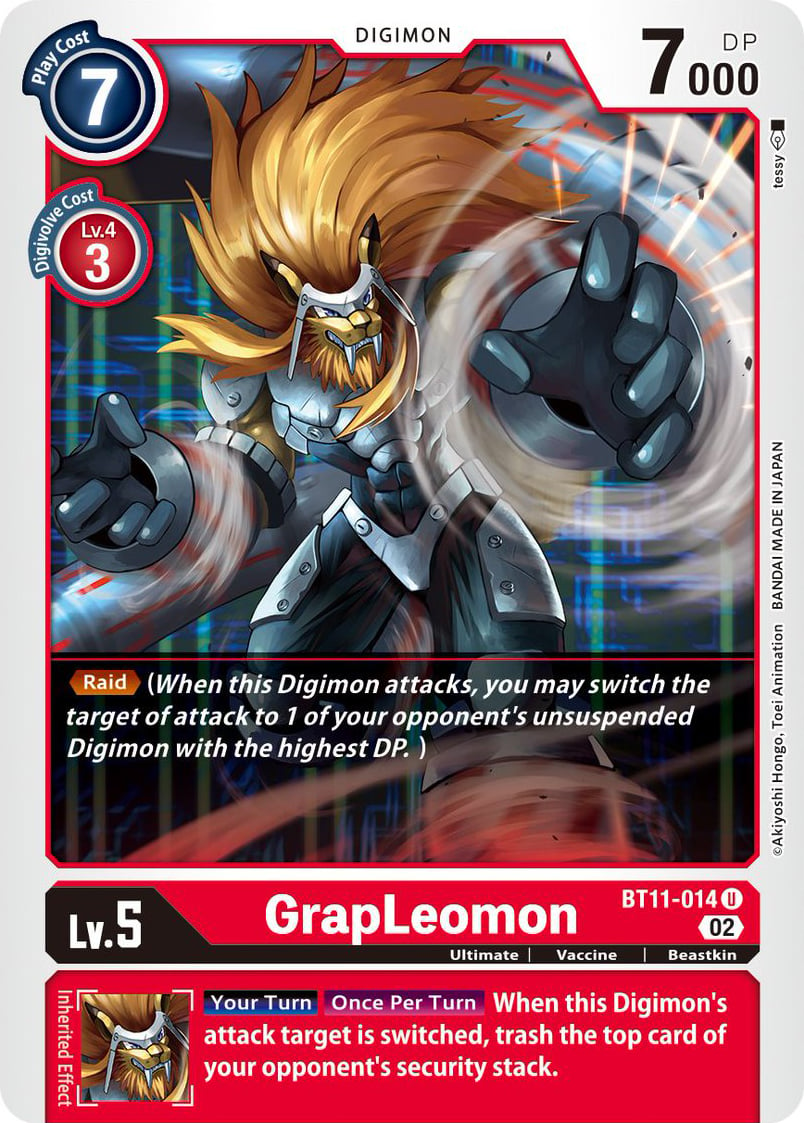 DIGIMON
Play Cost
7
7000
DP
Digivolve Cost
Lv.4
3
tessy
Raid (When this Digimon attacks, you may switch the
target of attack to 1 of your opponent's unsuspended
Digimon with the highest DP. )
©Akiyoshi Hongo, Toei Animation BANDAI MADE IN JAPAN
Lv.5
GrapLeomon
BT11-014 U
02
Ultimate | Vaccine | Beastkin
Inherited Effect
Your Turn Once Per Turn When this Digimon's
attack target is switched, trash the top card of
your opponent's security stack.